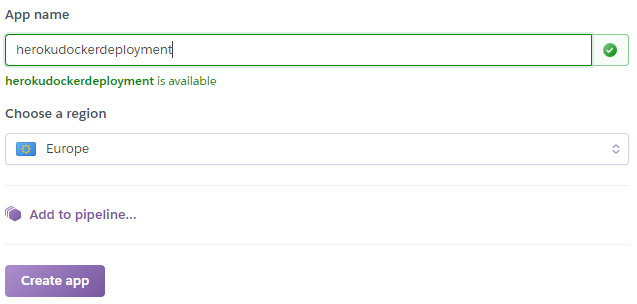 App name
herokudockerdeployment
herokudockerdeployment is available
Choose a region
Europe
Add to pipeline...
Create app